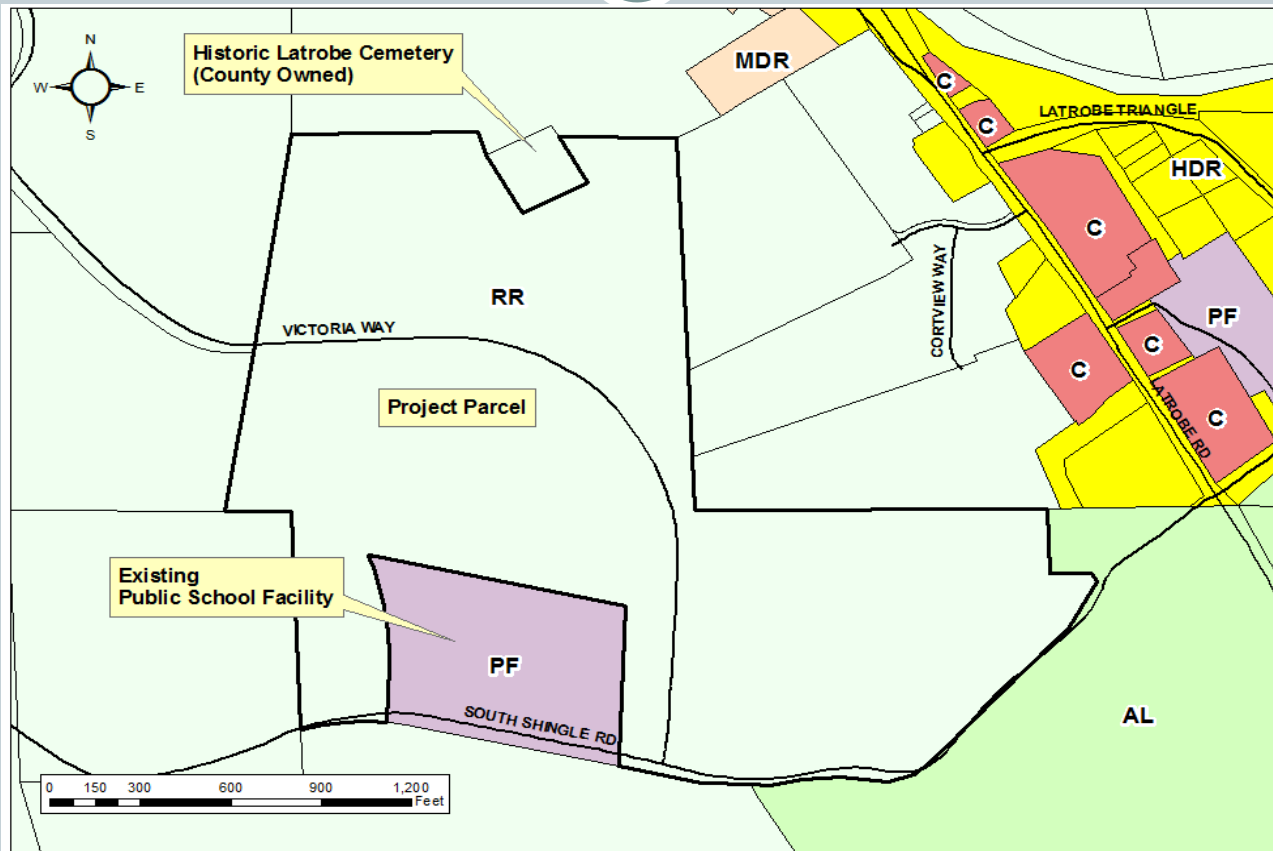 N
W
E
S
Historic Latrobe Cemetery
(County Owned)
MDR
C
C
LATROBE TRIANGLE
HDR
C
RR
CORTVIEW WAY
VICTORIA WAY
PF
C
C
Project Parcel
C
LATROBE RD
Existing
Public School Facility
PF
SOUTH SHINGLE RD
AL
0 150 300 600 900 1,200
Feet